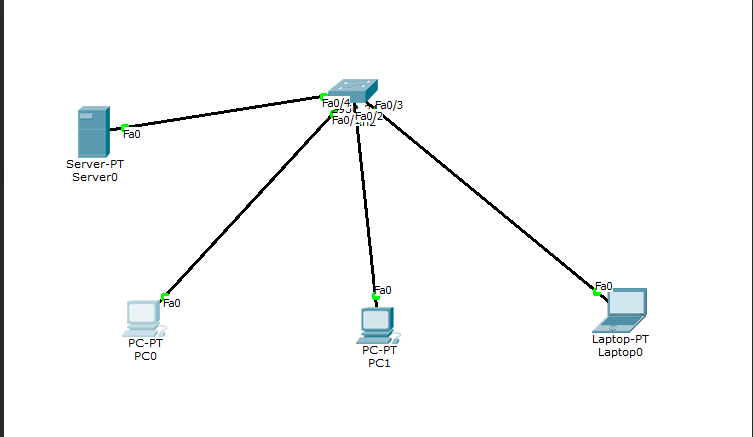 Fa0/4
Fa0/3
Fa0/2
Fa0
Server-PT
Server0
Fa0
Fa0
Fa0
PC-PT
PC0
PC-PT
PC1
Laptop-PT
Laptop0